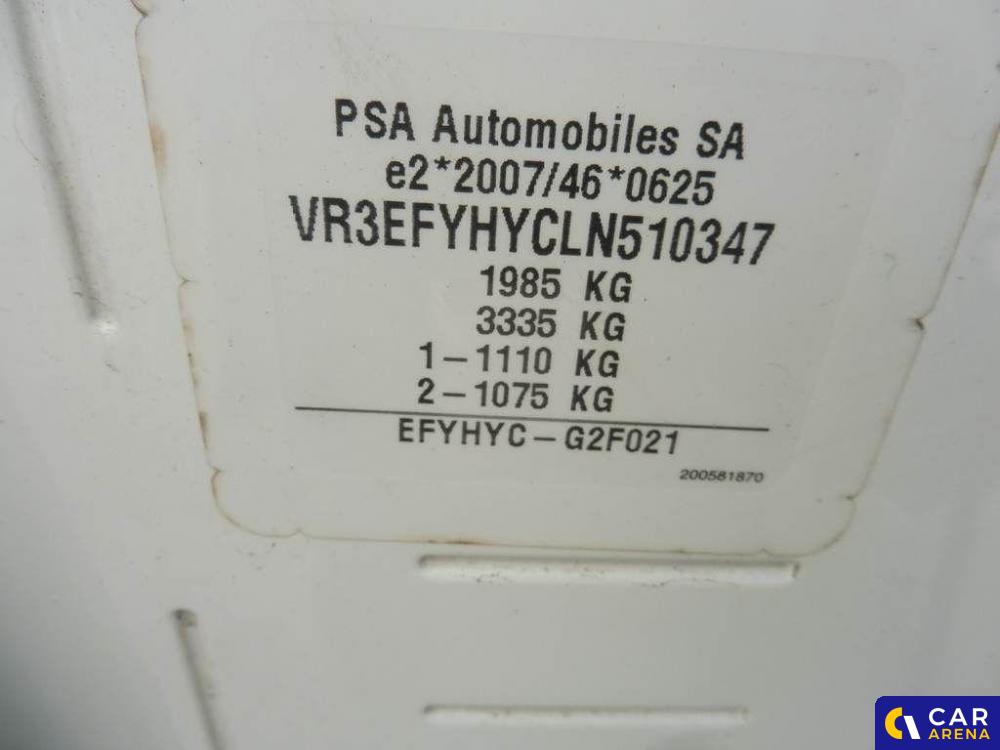 PSA Automobiles SA
e2*2007/46*0625
VR3EFYHYCLN510347
1985 KG
3335 KG
1-1110 KG
2-1075 KG
EFYHYC-G2F021
200581870
CAR
ARENA